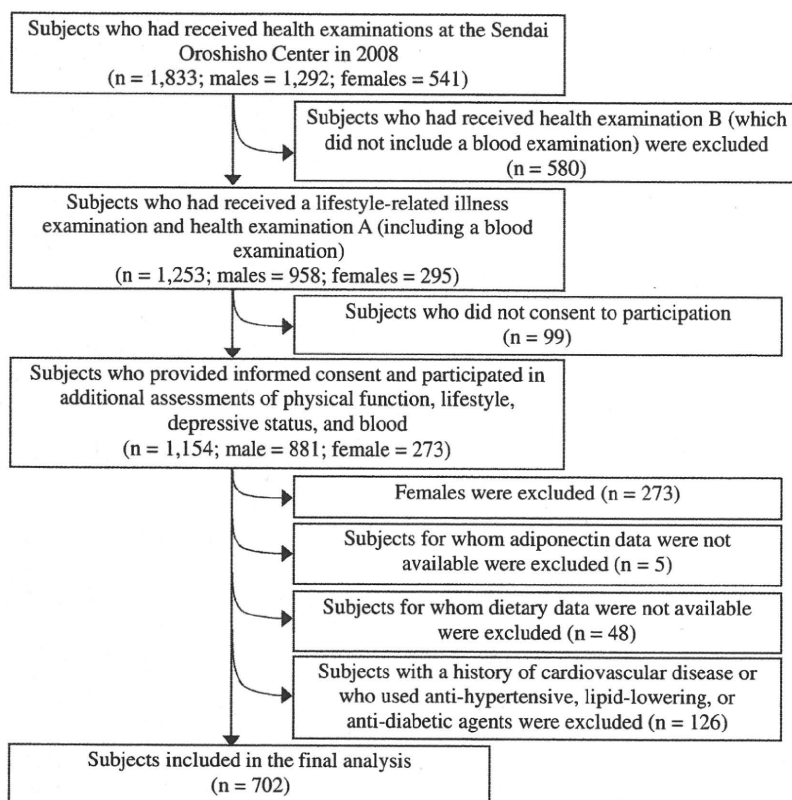 Subjects who had received health examinations at the Sendai
Oroshisho Center in 2008
(n = 1,833; males = 1,292; females = 541)
Subjects who had received health examination B (which
did not include a blood examination) were excluded
(n = 580)
Subjects who had received a lifestyle-related illness
examination and health examination A (including a blood
examination)
(n = 1,253; males = 958; females = 295)
Subjects who did not consent to participation
(n = 99)
Subjects who provided informed consent and participated in
additional assessments of physical function, lifestyle,
depressive status, and blood
(n = 1,154; male = 881; female = 273)
Females were excluded (n = 273)
Subjects for whom adiponectin data were not
available were excluded (n = 5)
Subjects for whom dietary data were not available
were excluded (n = 48)
Subjects with a history of cardiovascular disease or
who used anti-hypertensive, lipid-lowering, or
anti-diabetic agents were excluded (n = 126)
Subjects included in the final analysis
(n = 702)